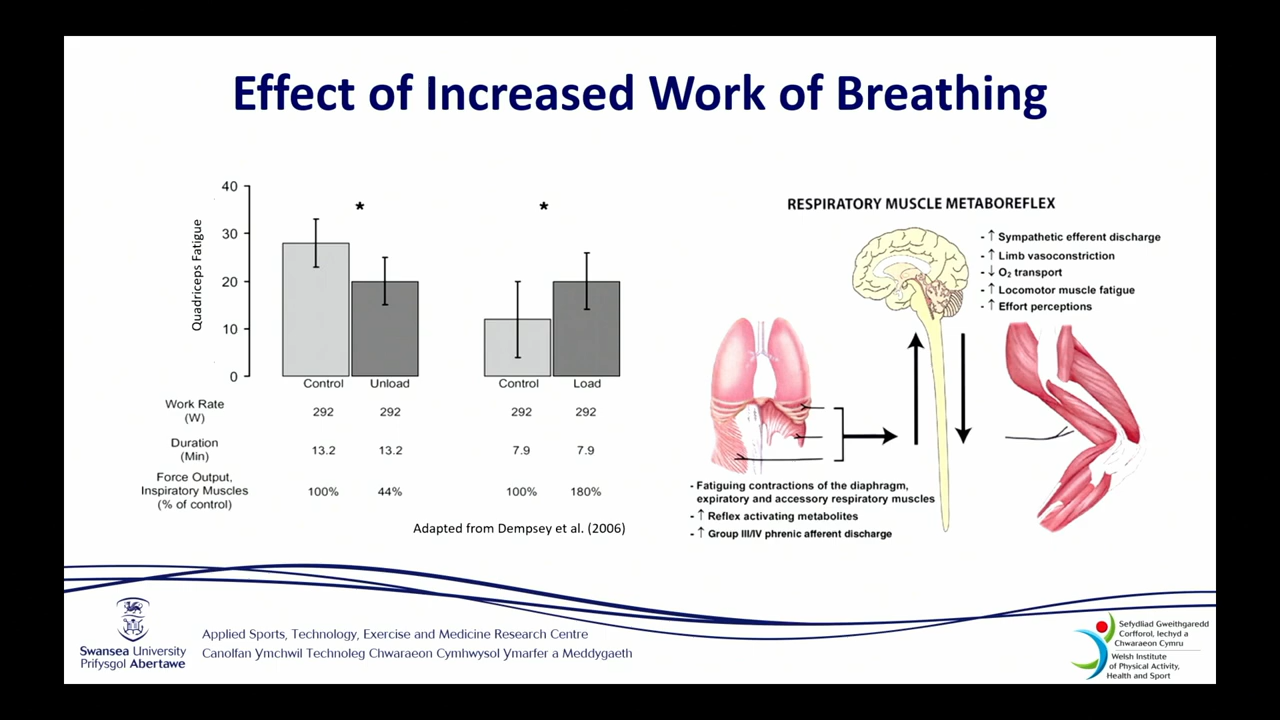 Effect of Increased Work of Breathing
Quadriceps Fatigue
40
30
20
10
0
*
*
Control Unload Control Load
Work Rate
(W)
292 292 292 292
Duration
(Min)
13.2 13.2 7.9 7.9
Force Output,
Inspiratory Muscles
(% of control)
100% 44% 100% 180%
Adapted from Dempsey et al. (2006)
RESPIRATORY MUSCLE METABOREFLEX
- ↑ Sympathetic efferent discharge
- ↑ Limb vasoconstriction
- ↓ O₂ transport
- ↑ Locomotor muscle fatigue
- ↑ Effort perceptions
- Fatiguing contractions of the diaphragm,
expiratory and accessory respiratory muscles
- ↑ Reflex activating metabolites
- ↑ Group III/IV phrenic afferent discharge
Swansea University
Prifysgol Abertawe
Applied Sports, Technology, Exercise and Medicine Research Centre
Canolfan Ymchwil Technoleg Chwaraeon Cymhwysol Ymarfer a Meddygaeth
Sefydliad Gweithgaredd
Corfforol, Iechyd a
Chwaraeon Cymru
Welsh Institute
of Physical Activity,
Health and Sport